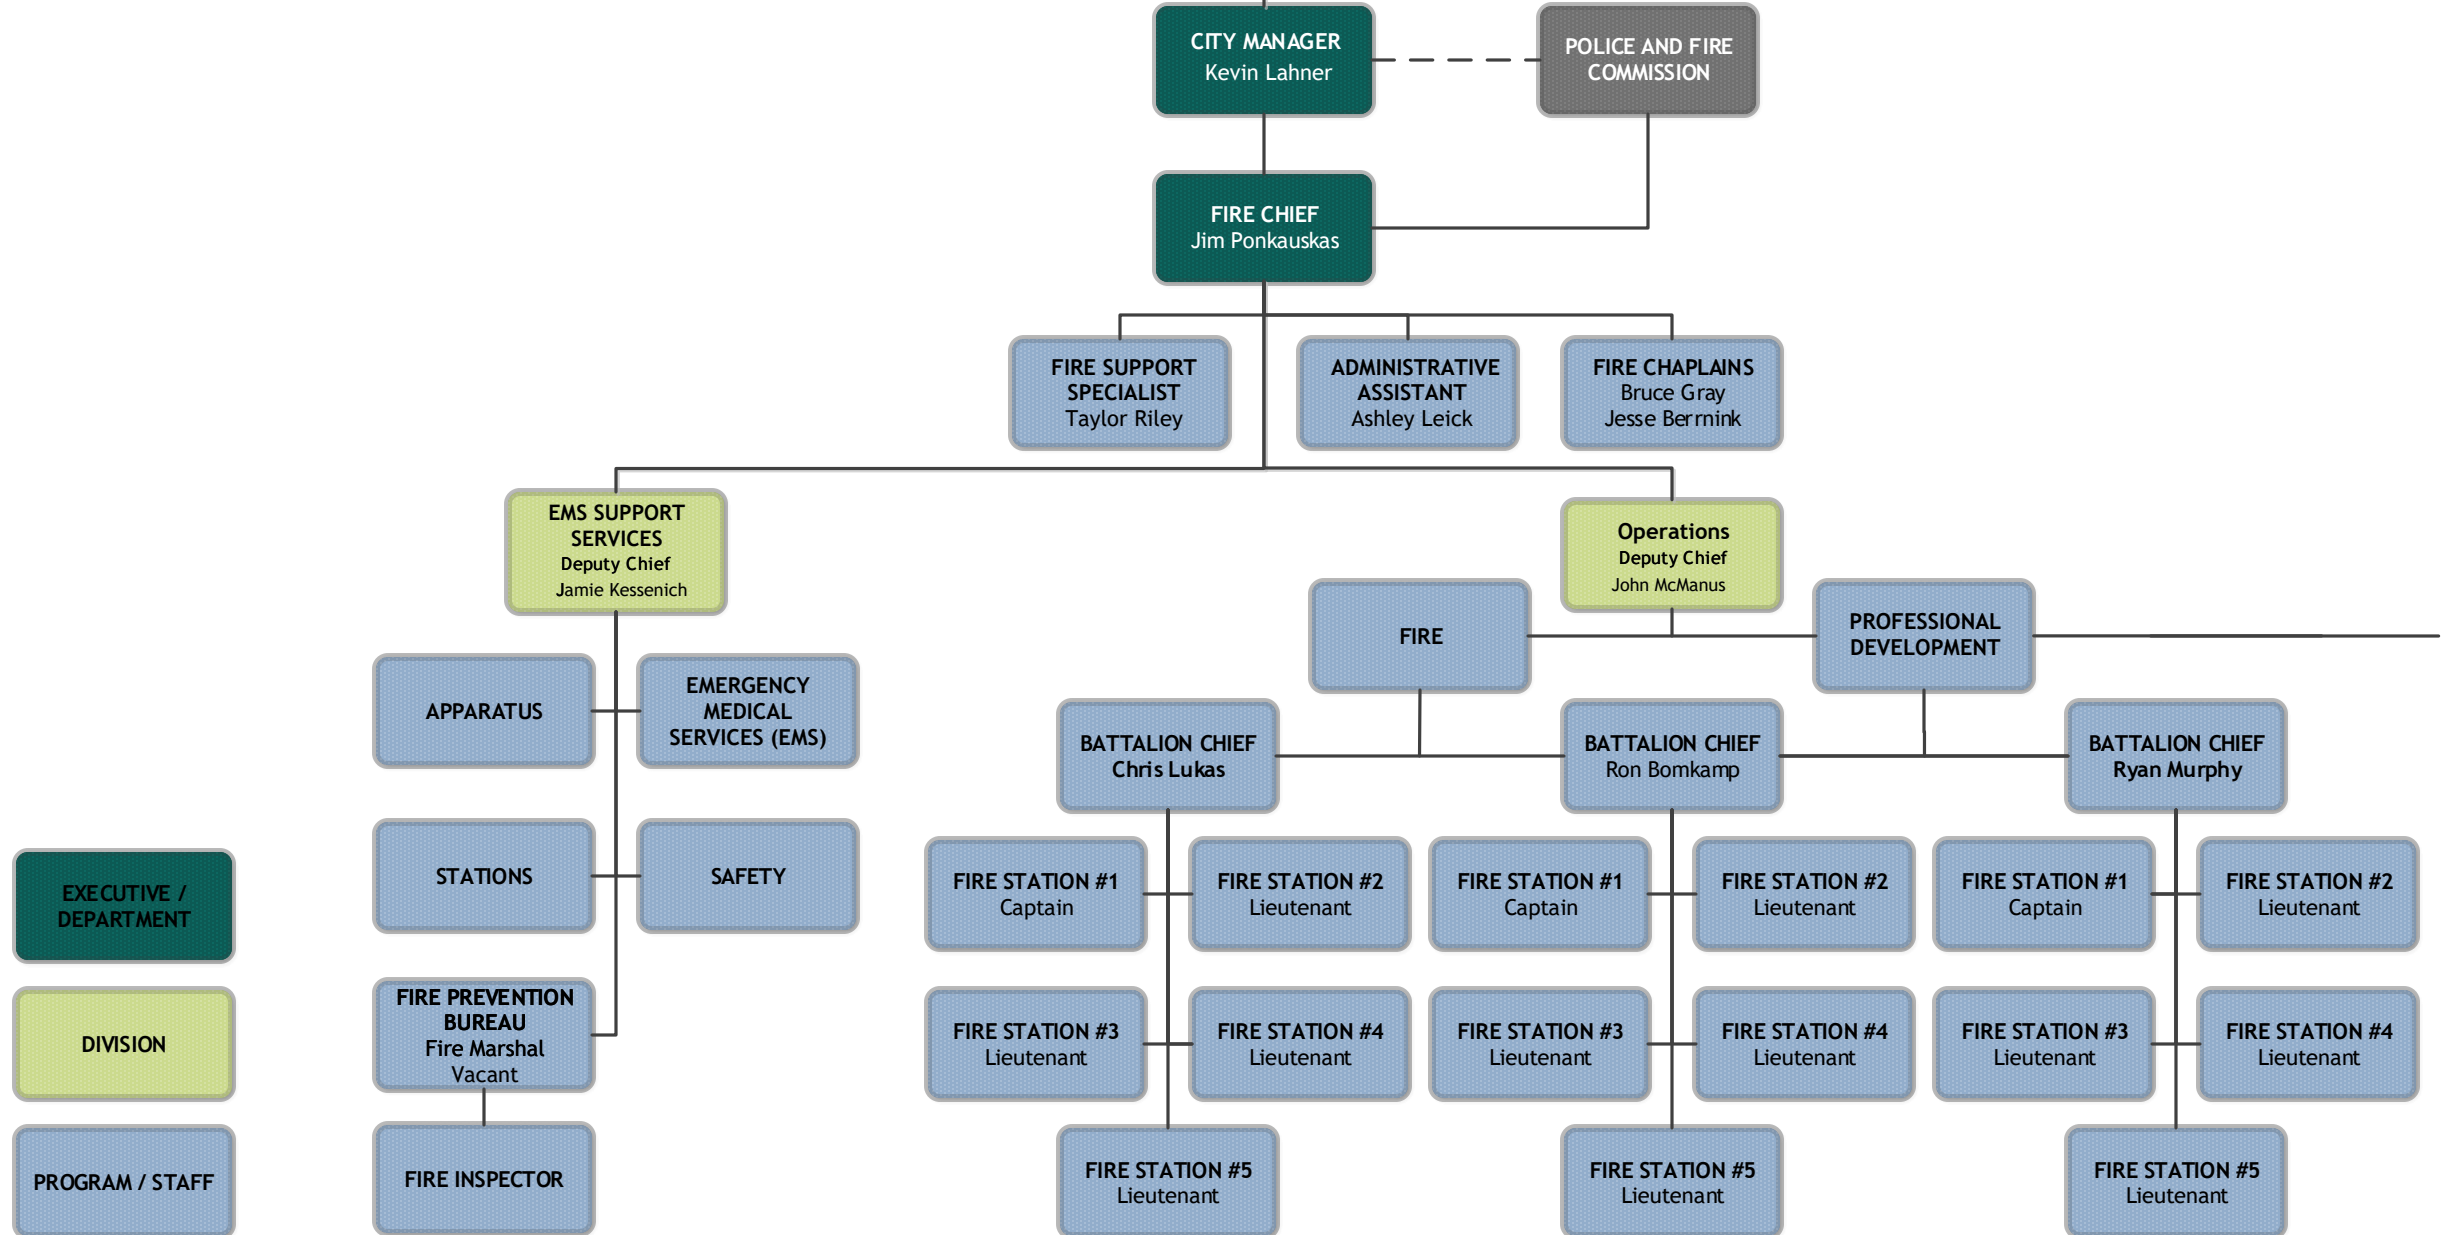 CITY MANAGER
Kevin Lahner
POLICE AND FIRE
COMMISSION
FIRE CHIEF
Jim Ponkauskas
FIRE SUPPORT
SPECIALIST
Taylor Riley
ADMINISTRATIVE
ASSISTANT
Ashley Leick
FIRE CHAPLAINS
Bruce Gray
Jesse Berrnink
EMS SUPPORT
SERVICES
Deputy Chief
Jamie Kessenich
Operations
Deputy Chief
John McManus
FIRE
PROFESSIONAL
DEVELOPMENT
APPARATUS
EMERGENCY
MEDICAL
SERVICES (EMS)
BATTALION CHIEF
Chris Lukas
BATTALION CHIEF
Ron Bomkamp
BATTALION CHIEF
Ryan Murphy
STATIONS
SAFETY
FIRE STATION #1
Captain
FIRE STATION #2
Lieutenant
FIRE STATION #1
Captain
FIRE STATION #2
Lieutenant
FIRE STATION #1
Captain
FIRE STATION #2
Lieutenant
EXECUTIVE /
DEPARTMENT
FIRE PREVENTION
BUREAU
Fire Marshal
Vacant
FIRE STATION #3
Lieutenant
FIRE STATION #4
Lieutenant
FIRE STATION #3
Lieutenant
FIRE STATION #4
Lieutenant
FIRE STATION #3
Lieutenant
FIRE STATION #4
Lieutenant
DIVISION
FIRE INSPECTOR
FIRE STATION #5
Lieutenant
FIRE STATION #5
Lieutenant
FIRE STATION #5
Lieutenant
PROGRAM / STAFF